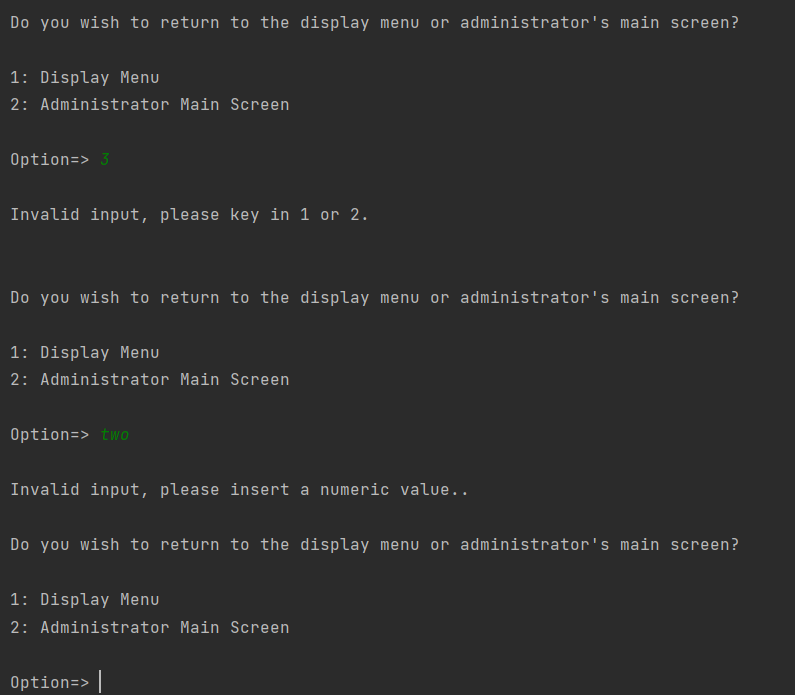 Do you wish to return to the display menu or administrator's main screen?
1: Display Menu
2: Administrator Main Screen
Option=> 3
Invalid input, please key in 1 or 2.
Do you wish to return to the display menu or administrator's main screen?
1: Display Menu
2: Administrator Main Screen
Option=> two
Invalid input, please insert a numeric value..
Do you wish to return to the display menu or administrator's main screen?
1: Display Menu
2: Administrator Main Screen
Option=>